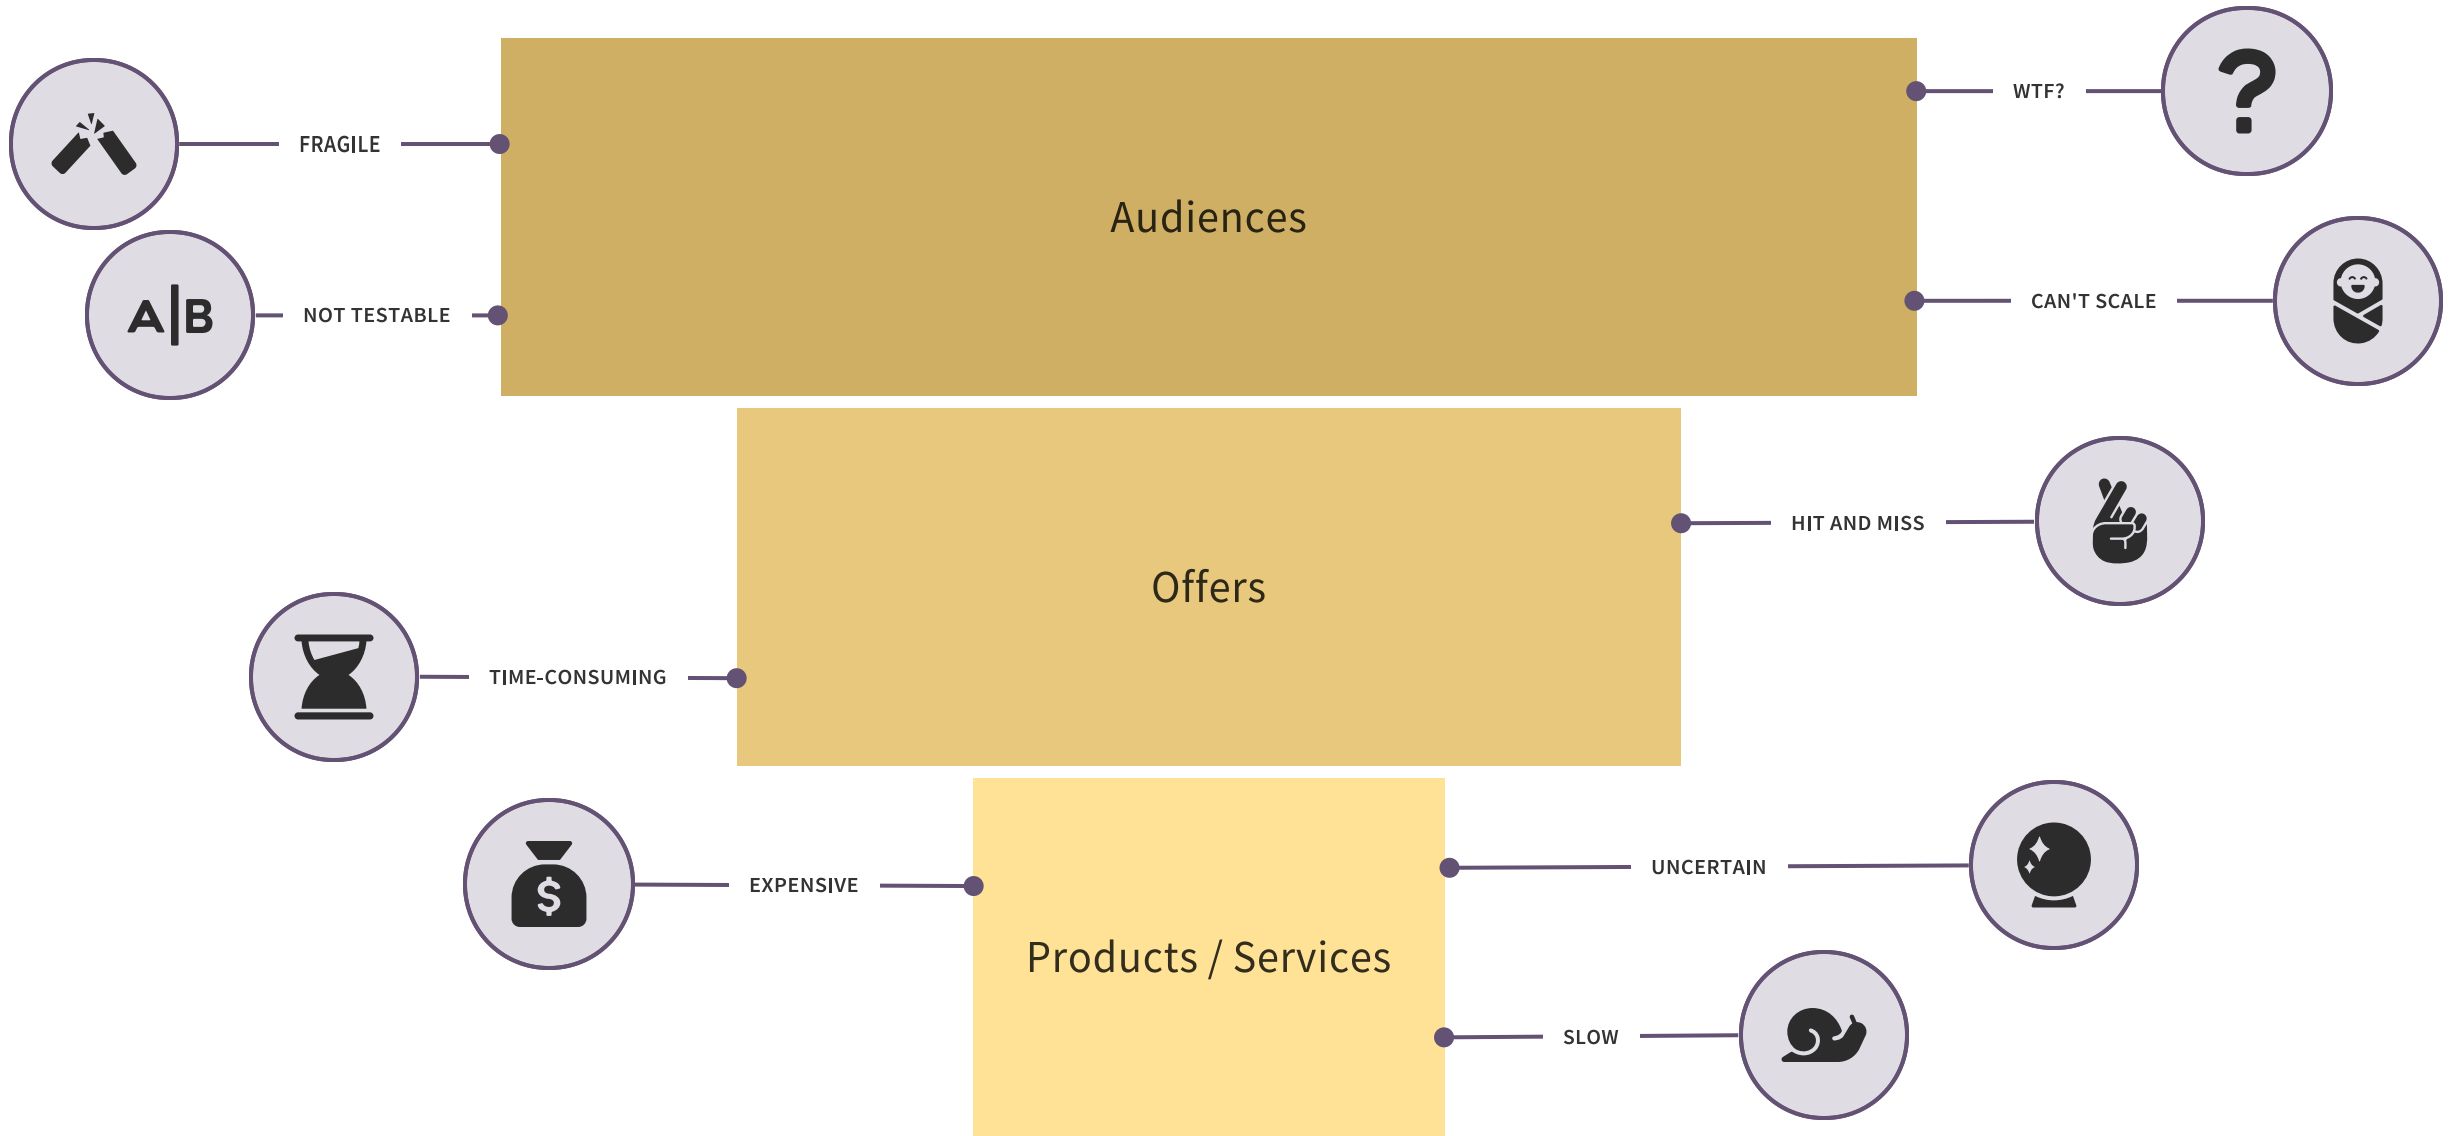 WTF?
FRAGILE
Audiences
CAN'T SCALE
A|B
NOT TESTABLE
HIT AND MISS
Offers
TIME-CONSUMING
UNCERTAIN
$
EXPENSIVE
Products / Services
SLOW